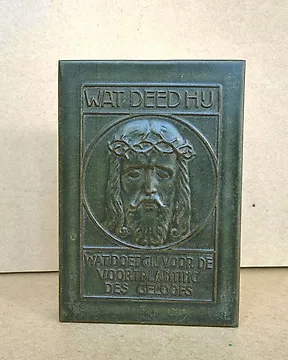 WAT DEED HIJ
WAT DOET GIJ VOOR DE
VOORTPLANTING
DES GELOOFS